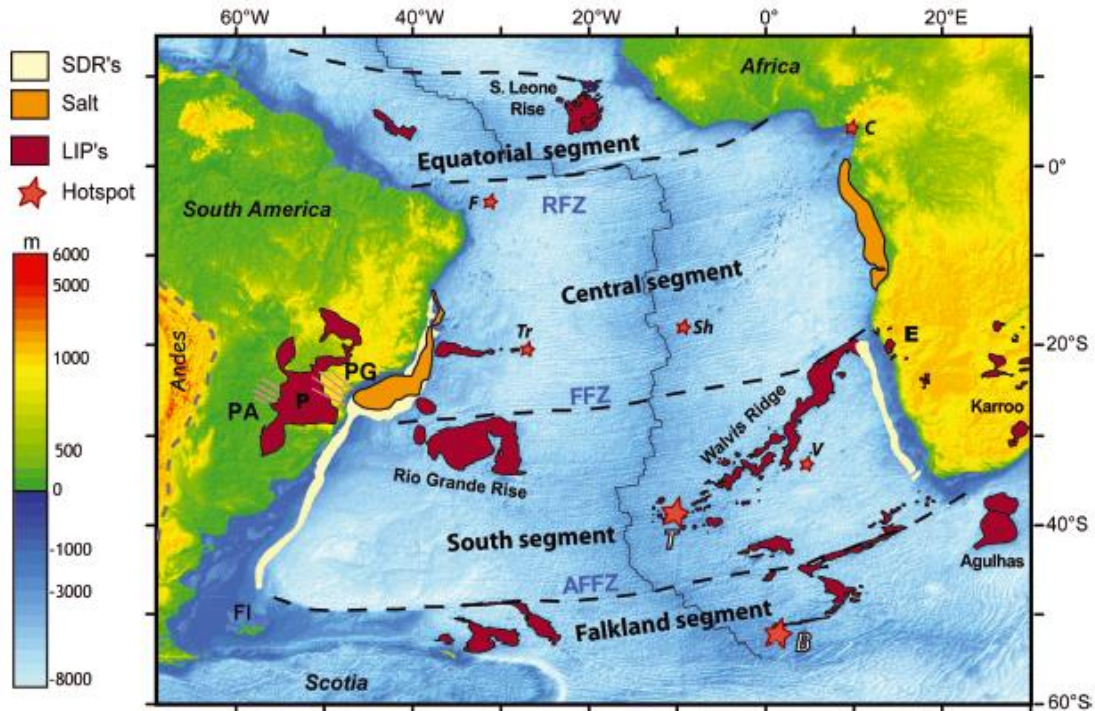 60°W
40°W
20°W
0°
20°E
SDR's
Salt
LIP's
Hotspot
m
6000
5000
1000
500
0
-1000
-3000
-8000
Africa
S. Leone
Rise
C
Equatorial segment
0°
South America
F
RFZ
Central segment
Andes
Tr
Sh
E
20°S
PG
PA
P
FFZ
Karroo
Walvis Ridge
V
Rio Grande Rise
T
South segment
40°S
Agulhas
AFFZ
FI
Falkland segment
B
Scotia
60°S